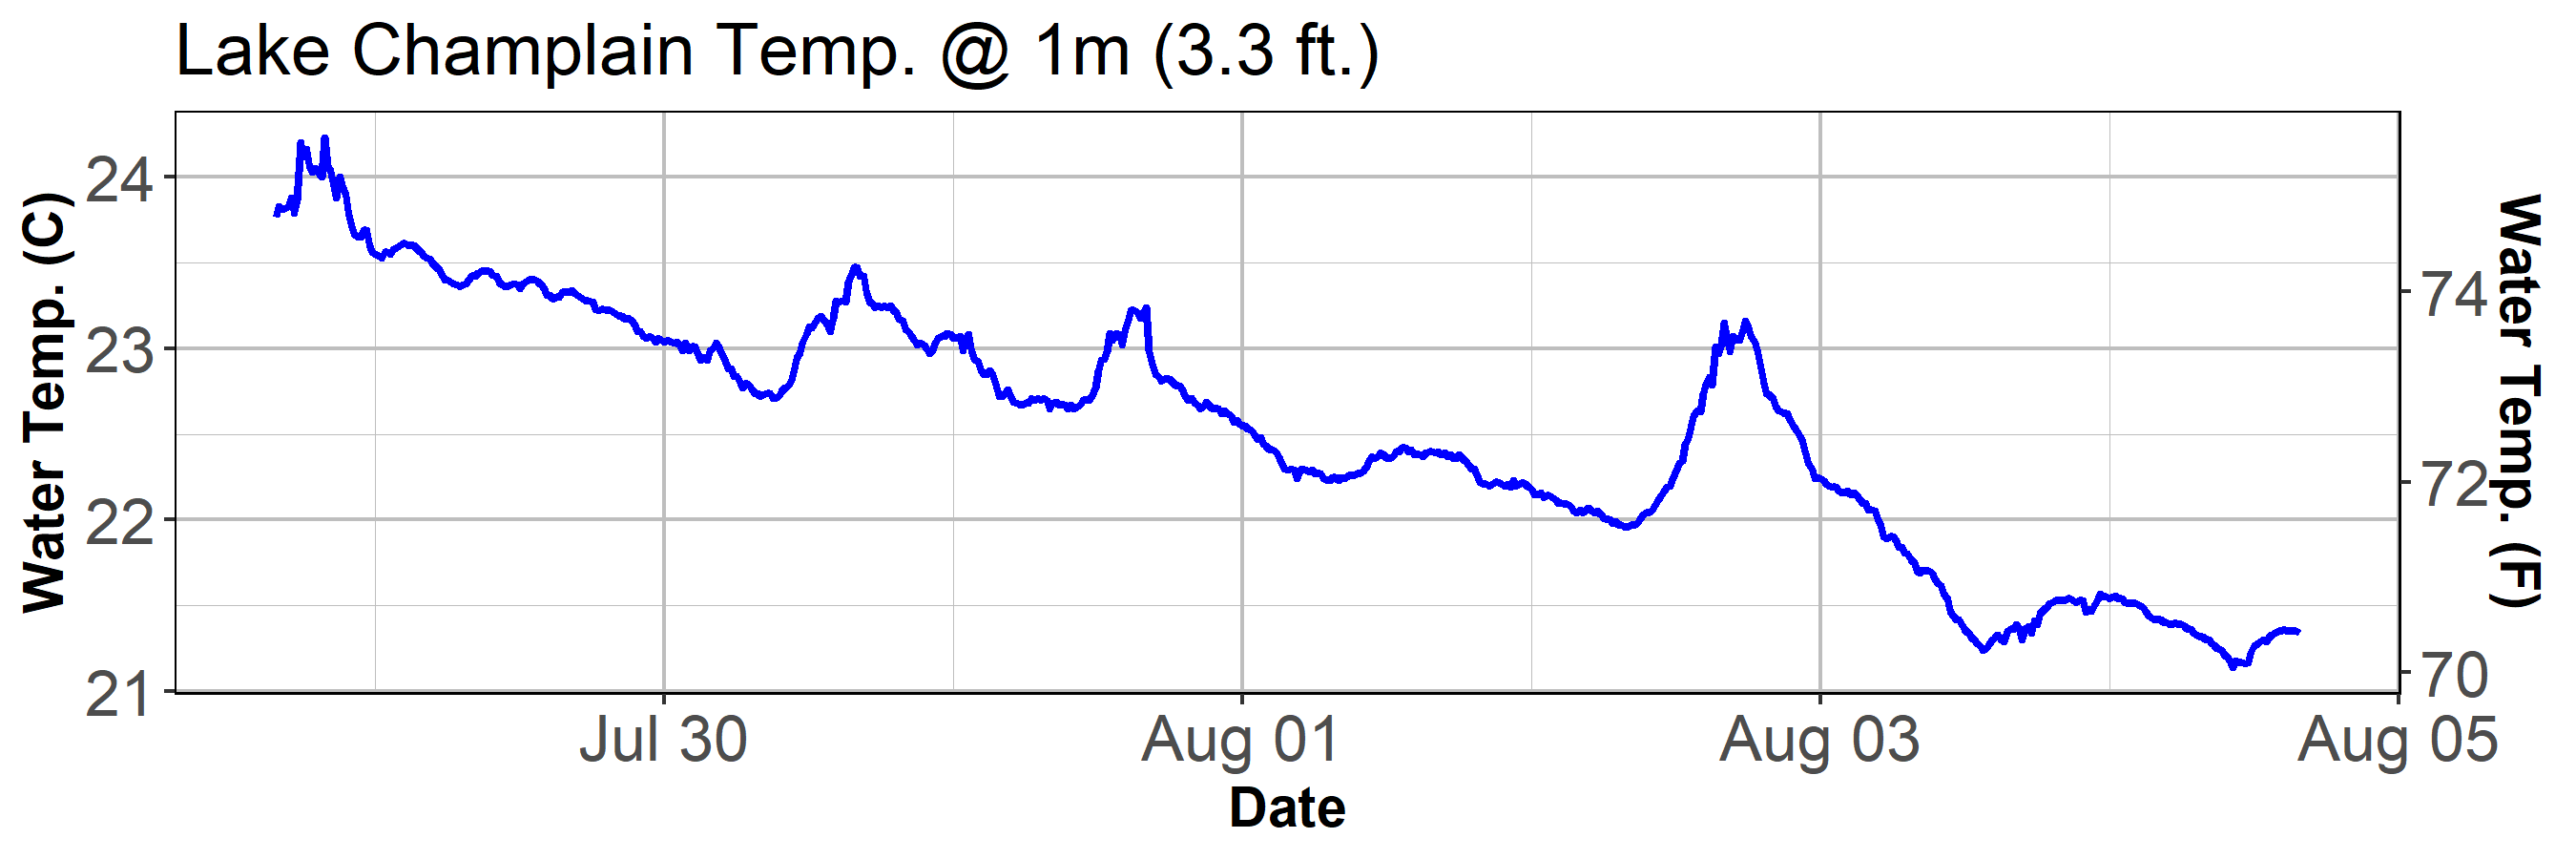 Lake Champlain Temp. @ 1m (3.3 ft.)
Water Temp. (C)
24
23
22
21
74
72
70
Water Temp. (F)
Jul 30
Aug 01
Aug 03
Aug 05
Date